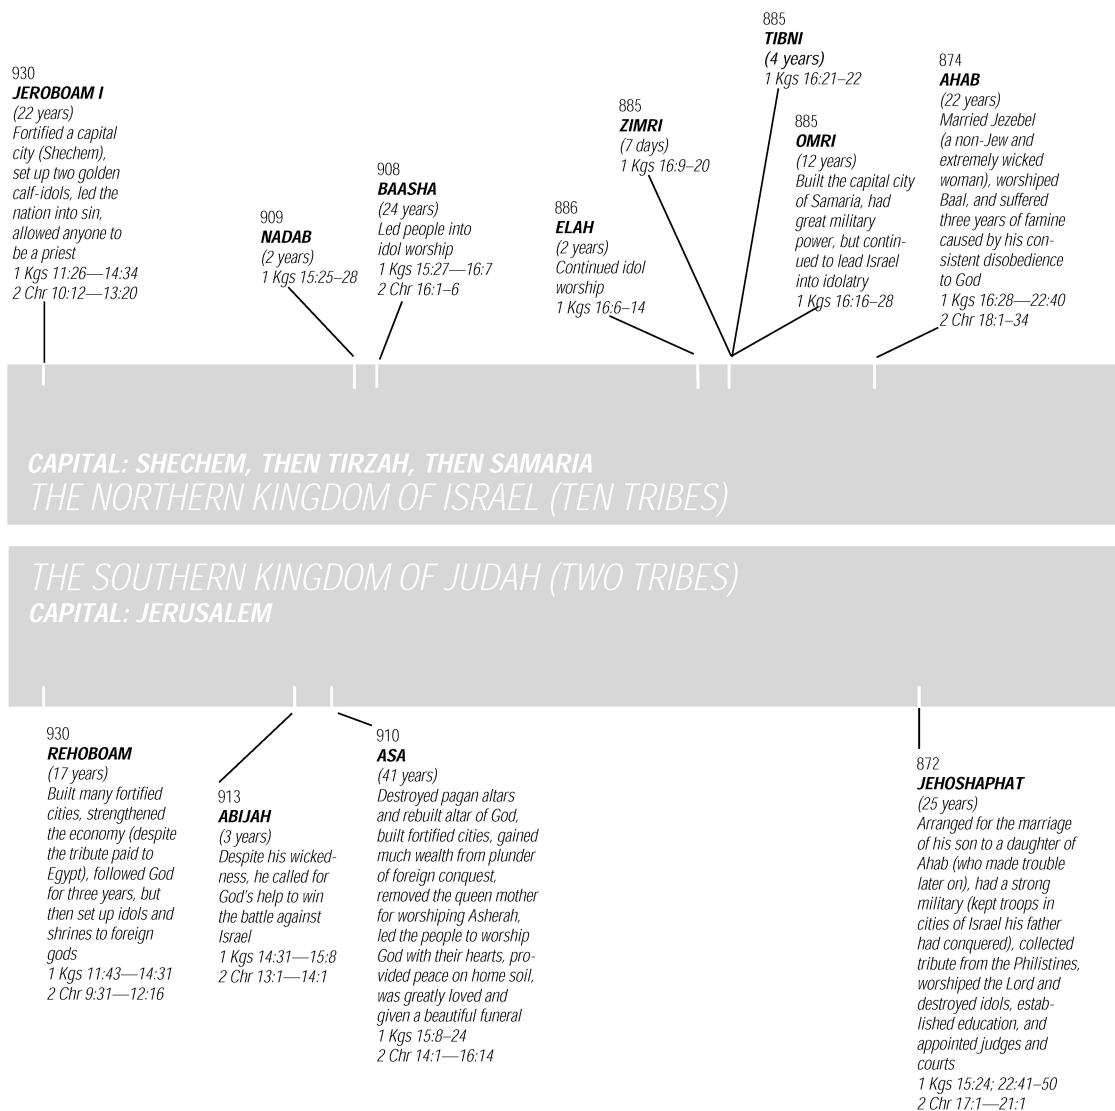 930
JEROBOAM I
(22 years)
Fortified a capital
city (Shechem),
set up two golden
calf-idols, led the
nation into sin,
allowed anyone to
be a priest
1 Kgs 11:26—14:34
2 Chr 10:12—13:20
909
NADAB
(2 years)
1 Kgs 15:25–28
908
BAASHA
(24 years)
Led people into
idol worship
1 Kgs 15:27—16:7
2 Chr 16:1–6
886
ELAH
(2 years)
Continued idol
worship
1 Kgs 16:6–14
885
ZIMRI
(7 days)
1 Kgs 16:9–20
885
TIBNI
(4 years)
1 Kgs 16:21–22
885
OMRI
(12 years)
Built the capital city
of Samaria, had
great military
power, but contin-
ued to lead Israel
into idolatry
1 Kgs 16:16–28
874
AHAB
(22 years)
Married Jezebel
(a non-Jew and
extremely wicked
woman), worshiped
Baal, and suffered
three years of famine
caused by his con-
sistent disobedience
to God
1 Kgs 16:28—22:40
2 Chr 18:1–34
CAPITAL: SHECHEM, THEN TIRZAH, THEN SAMARIA
THE NORTHERN KINGDOM OF ISRAEL (TEN TRIBES)
THE SOUTHERN KINGDOM OF JUDAH (TWO TRIBES)
CAPITAL: JERUSALEM
930
REHOBOAM
(17 years)
Built many fortified
cities, strengthened
the economy (despite
the tribute paid to
Egypt), followed God
for three years, but
then set up idols and
shrines to foreign
gods
1 Kgs 11:43—14:31
2 Chr 9:31—12:16
913
ABIJAH
(3 years)
Despite his wicked-
ness, he called for
God's help to win
the battle against
Israel
1 Kgs 14:31—15:8
2 Chr 13:1—14:1
910
ASA
(41 years)
Destroyed pagan altars
and rebuilt altar of God,
built fortified cities, gained
much wealth from plunder
of foreign conquest,
removed the queen mother
for worshiping Asherah,
led the people to worship
God with their hearts, pro-
vided peace on home soil,
was greatly loved and
given a beautiful funeral
1 Kgs 15:8–24
2 Chr 14:1—16:14
872
JEHOSHAPHAT
(25 years)
Arranged for the marriage
of his son to a daughter of
Ahab (who made trouble
later on), had a strong
military (kept troops in
cities of Israel his father
had conquered), collected
tribute from the Philistines,
worshiped the Lord and
destroyed idols, estab-
lished education, and
appointed judges and
courts
1 Kgs 15:24; 22:41–50
2 Chr 17:1—21:1